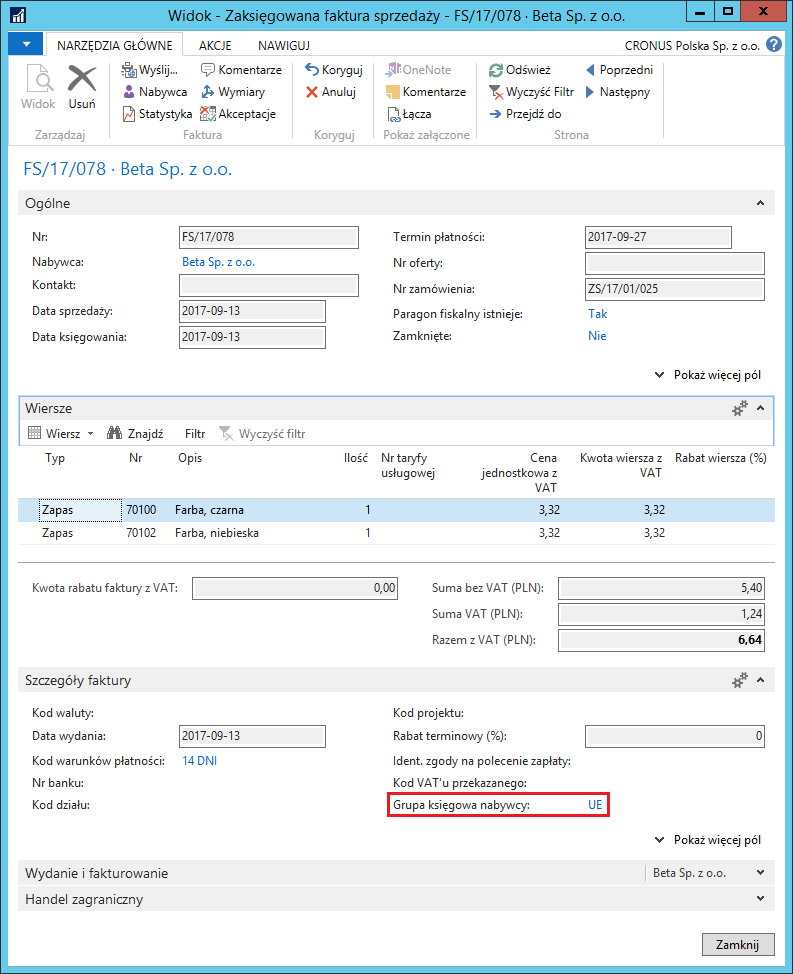 Widok - Zaksięgowana faktura sprzedaży - FS/17/078 · Beta Sp. z o.o.
NARZĘDZIA GŁÓWNE AKCJE NAWIGUJ CRONUS Polska Sp. z o.o.
Widok Usuń
Wyślij... Komentarze
Nabywca Wymiary
Statystyka Akceptacje
Koryguj
Anuluj
OneNote
Komentarze
Łącza
Odśwież Poprzedni
Wyczyść Filtr Następny
Przejdź do
Zarządzaj Faktura Koryguj Pokaż załączone Strona
FS/17/078 · Beta Sp. z o.o.
Ogólne
Nr: FS/17/078 Termin płatności: 2017-09-27
Nabywca: Beta Sp. z o.o. Nr oferty:
Kontakt: Nr zamówienia: ZS/17/01/025
Data sprzedaży: 2017-09-13 Paragon fiskalny istnieje: Tak
Data księgowania: 2017-09-13 Zamknięte: Nie
Pokaż więcej pól
Wiersze
Wiersz Znajdź Filtr Wyczyść filtr
Typ Nr Opis Ilość Nr taryfy usługowej Cena jednostkowa z VAT Kwota wiersza z VAT Rabat wiersza (%)
Zapas 70100 Farba, czarna 1 3,32 3,32
Zapas 70102 Farba, niebieska 1 3,32 3,32
Kwota rabatu faktury z VAT: 0,00 Suma bez VAT (PLN): 5,40
Suma VAT (PLN): 1,24
Razem z VAT (PLN): 6,64
Szczegóły faktury
Kod waluty: Kod projektu:
Data wydania: 2017-09-13 Rabat terminowy (%): 0
Kod warunków płatności: 14 DNI Ident. zgody na polecenie zapłaty:
Nr banku: Kod VAT'u przekazanego:
Kod działu: Grupa księgowa nabywcy: UE
Pokaż więcej pól
Wydanie i fakturowanie Beta Sp. z o.o.
Handel zagraniczny
Zamknij